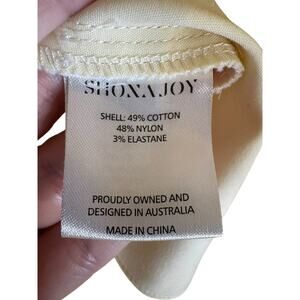 SHONA JOY
SHELL: 49% COTTON
48% NYLON
3% ELASTANE
PROUDLY OWNED AND
DESIGNED IN AUSTRALIA
MADE IN CHINA